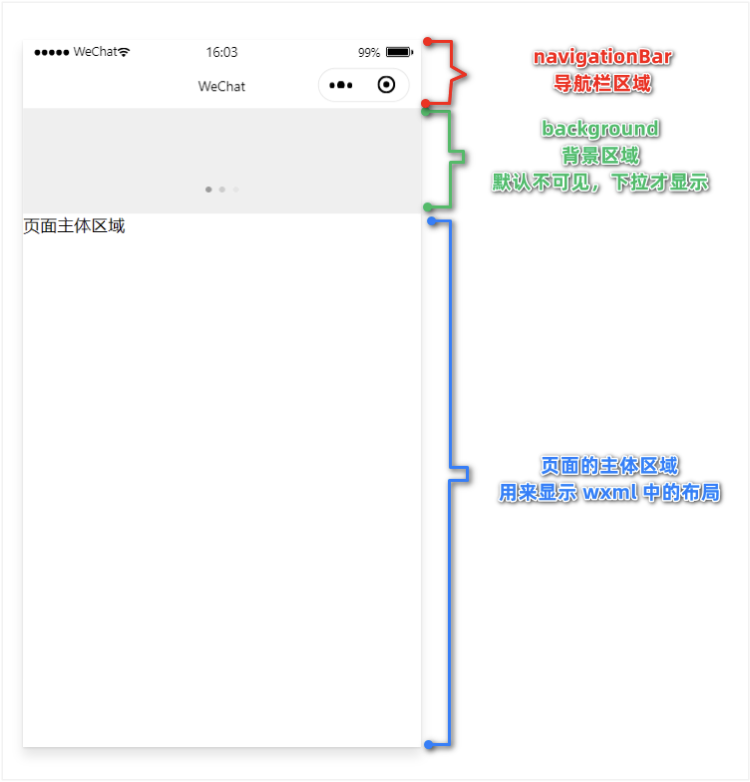 WeChat
16:03
99%
WeChat
页面主体区域
navigationBar
导航栏区域
background
背景区域
默认不可见，下拉才显示
页面的主体区域
用来显示 wxml 中的布局